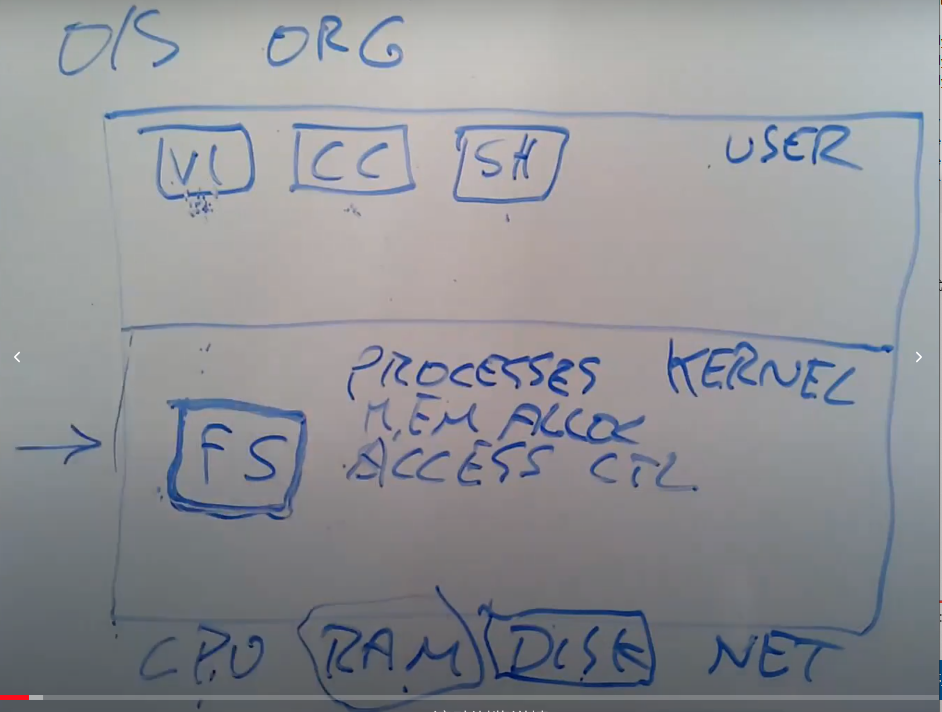 O/S ORG
VI CC SH USER
PROCESSES KERNEL
MEM ALLOC
FS ACCESS CTL
CPU RAM DISK NET